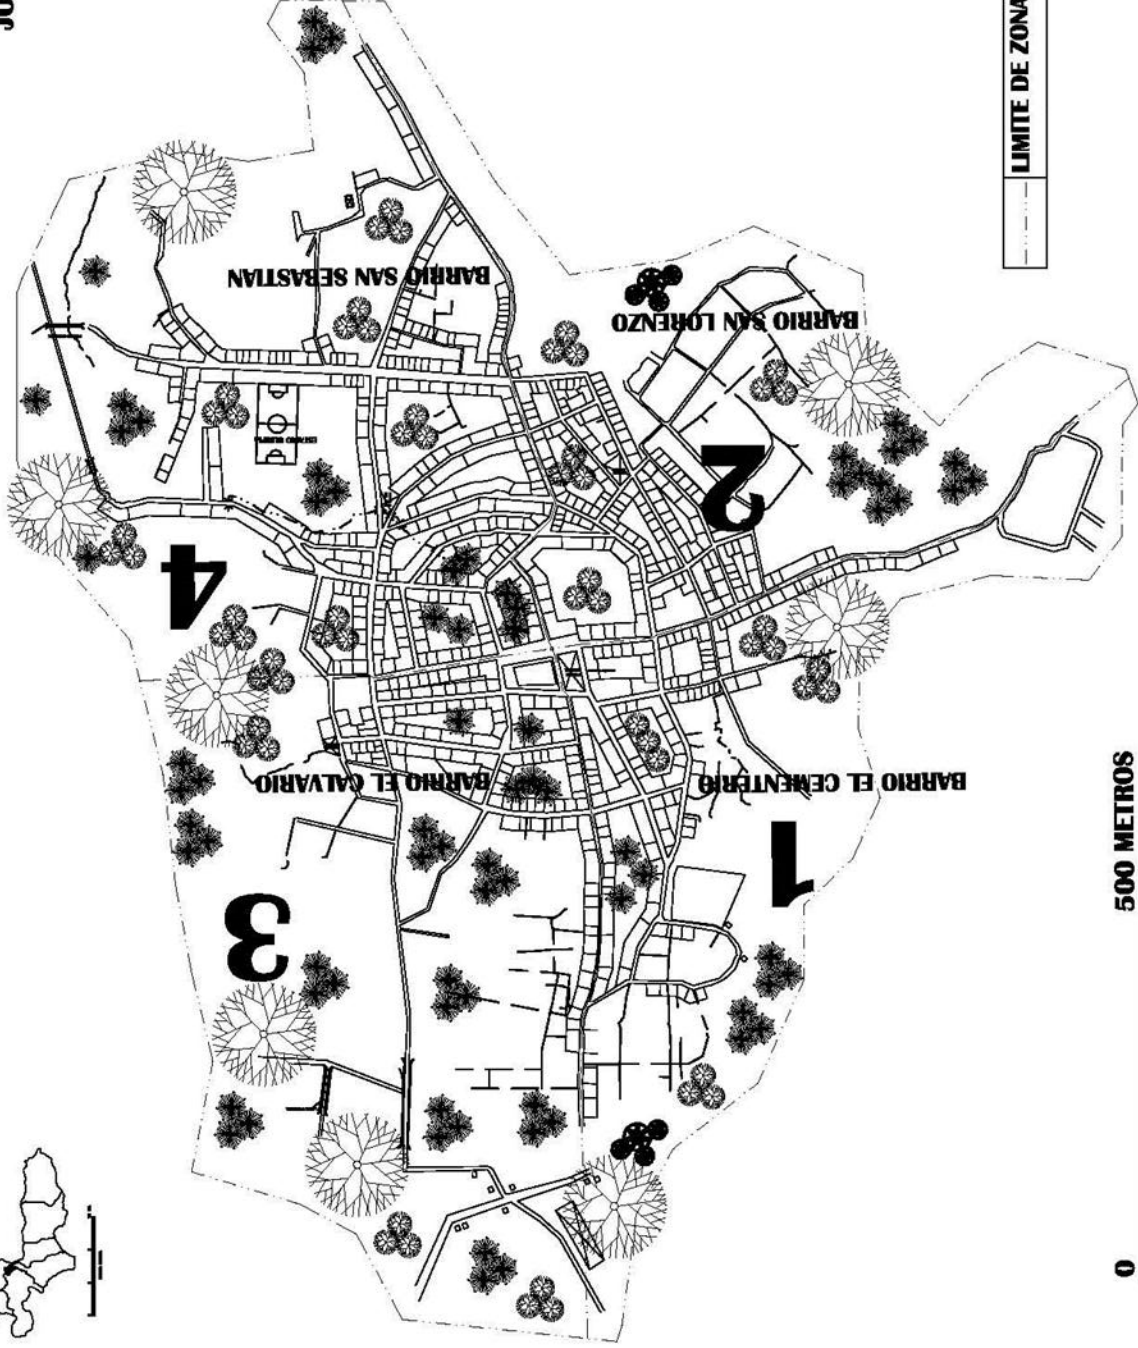 JU
LIMITE DE ZONA
BARRIO SAN SEBASTIAN
BARRIO SAN LORENZO
2
4
BARRIO EL CALVARIO
BARRIO EL CEMENTERIO
1
3
500 METROS
0